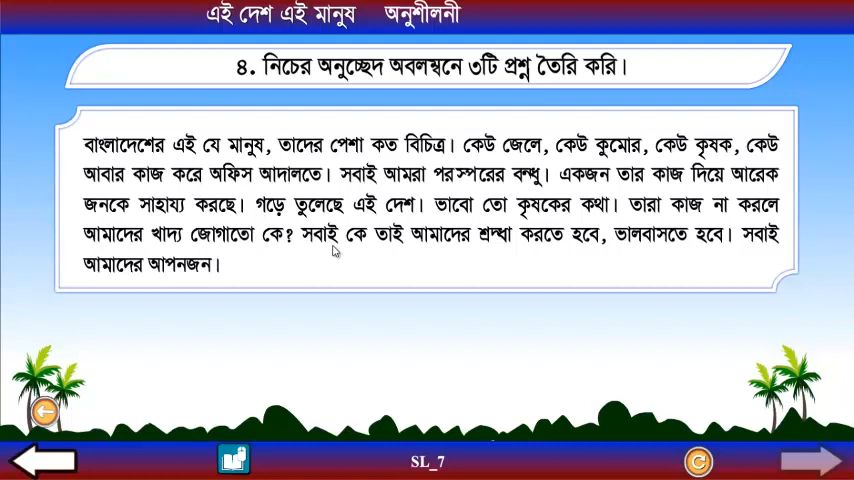 এই দেশ এই মানুষ অনুশীলনী
৪. নিচের অনুচ্ছেদ অবলম্বনে ৩টি প্রশ্ন তৈরি করি।
বাংলাদেশের এই যে মানুষ, তাদের পেশা কত বিচিত্র। কেউ জেলে, কেউ কুমোর, কেউ কৃষক, কেউ
আবার কাজ করে অফিস আদালতে। সবাই আমরা পরস্পরের বন্ধু। একজন তার কাজ দিয়ে আরেক
জনকে সাহায্য করছে। গড়ে তুলেছে এই দেশ। ভাবো তো কৃষকের কথা। তারা কাজ না করলে
আমাদের খাদ্য জোগাতো কে? সবাই কে তাই আমাদের শ্রদ্ধা করতে হবে, ভালবাসতে হবে। সবাই
আমাদের আপনজন।
SL_7